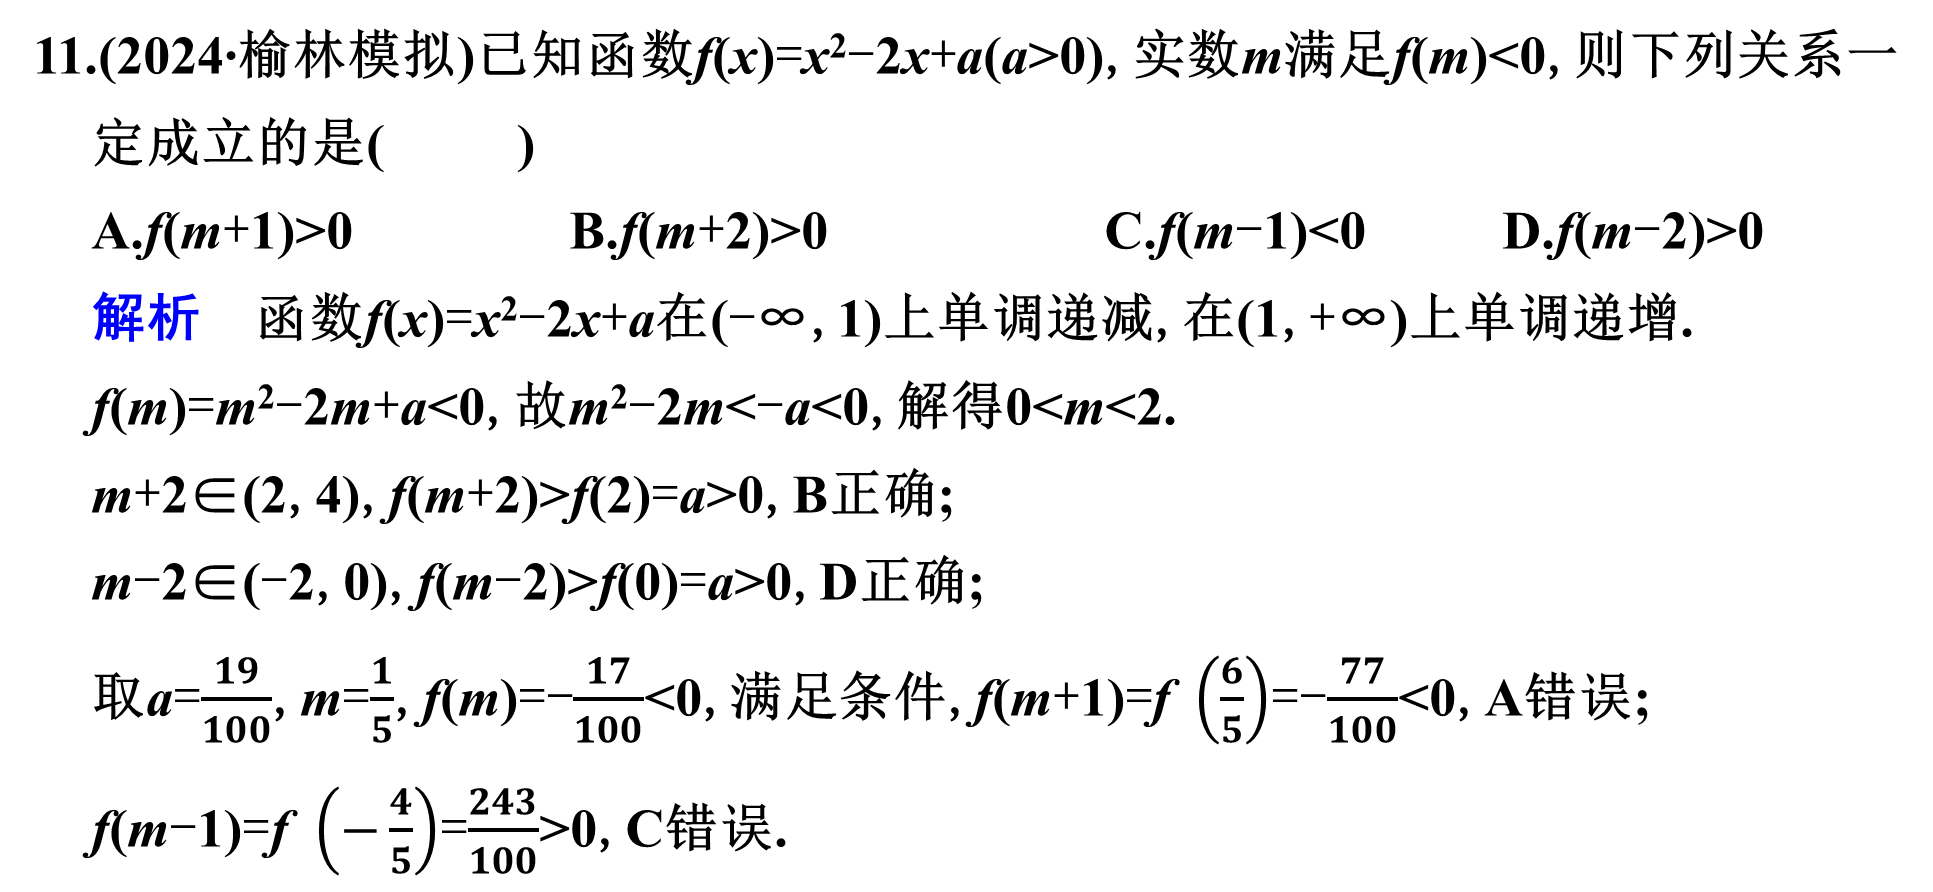 11.(2024·榆林模拟)已知函数f(x)=x²−2x+a(a>0), 实数m满足f(m)<0, 则下列关系一
定成立的是(  )
A.f(m+1)>0 B.f(m+2)>0 C.f(m−1)<0 D.f(m−2)>0
解析 函数f(x)=x²−2x+a在(−∞, 1)上单调递减, 在(1, +∞)上单调递增.
f(m)=m²−2m+a<0, 故m²−2m<−a<0, 解得0<m<2.
m+2∈(2, 4), f(m+2)>f(2)=a>0, B正确;
m−2∈(−2, 0), f(m−2)>f(0)=a>0, D正确;
取a=19/100, m=1/5, f(m)=−17/100<0, 满足条件, f(m+1)=f(6/5)=−77/100<0, A错误;
f(m−1)=f(−4/5)=243/100>0, C错误.